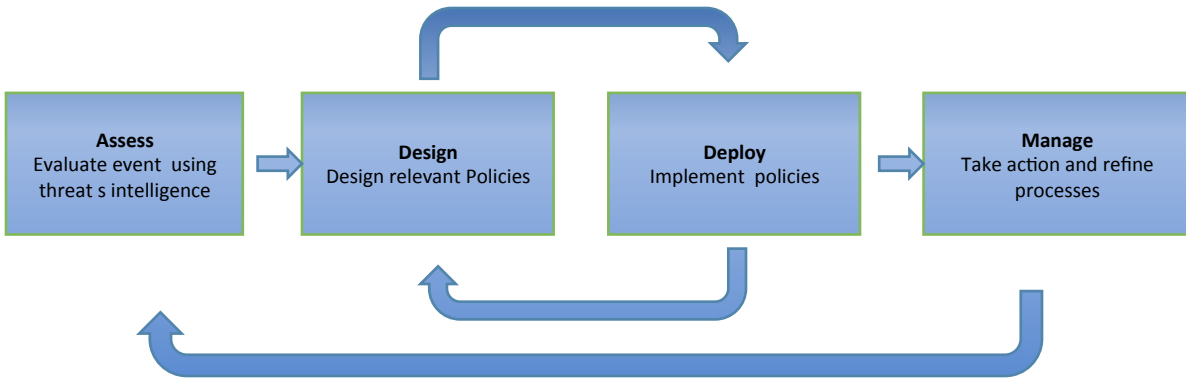 Assess
Evaluate event  using
threat s intelligence
Design
Design relevant Policies
Deploy
Implement  policies
Manage
Take action and refine
processes